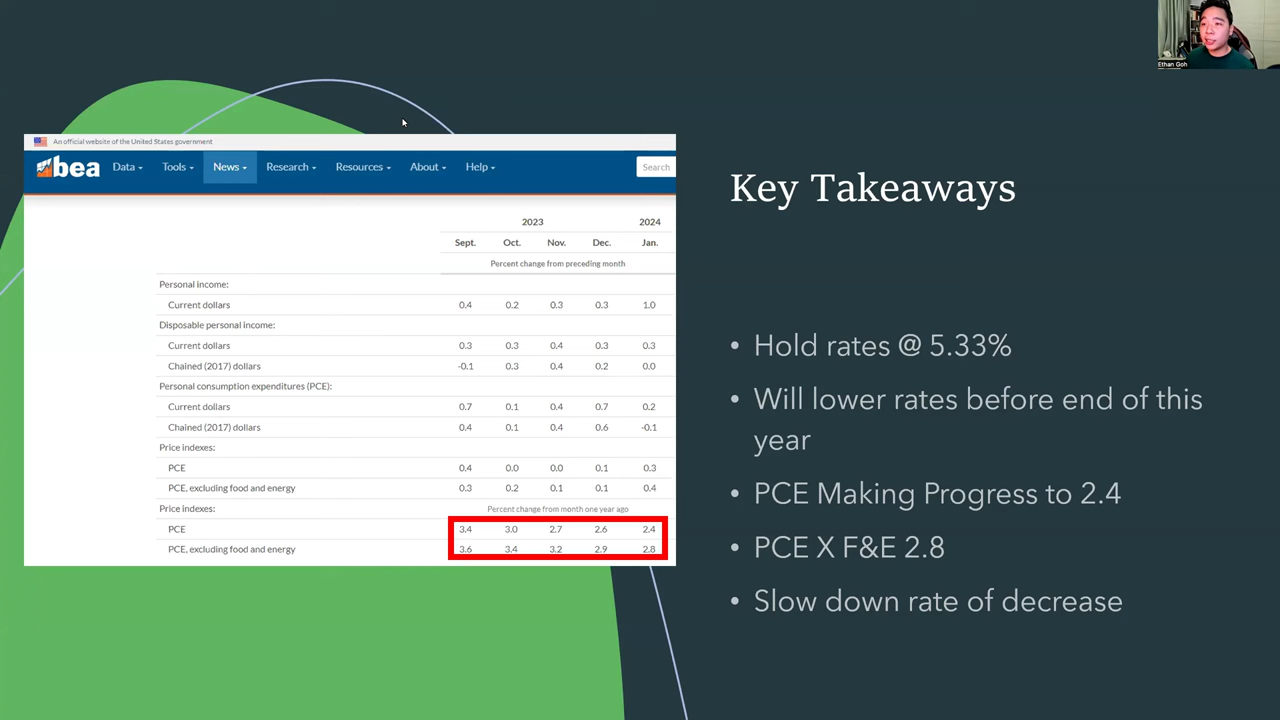 Ethan Goh
An official website of the United States government
bea Data Tools News Research Resources About Help Search
2023 2024
Sept. Oct. Nov. Dec. Jan.
Percent change from preceding month
Personal income:
Current dollars 0.4 0.2 0.3 0.3 1.0
Disposable personal income:
Current dollars 0.3 0.3 0.4 0.3 0.3
Chained (2017) dollars -0.1 0.3 0.4 0.2 0.0
Personal consumption expenditures (PCE):
Current dollars 0.7 0.1 0.4 0.7 0.2
Chained (2017) dollars 0.4 0.1 0.4 0.6 -0.1
Price indexes:
PCE 0.4 0.0 0.0 0.1 0.3
PCE, excluding food and energy 0.3 0.2 0.1 0.1 0.4
Price indexes: Percent change from month one year ago
PCE 3.4 3.0 2.7 2.6 2.4
PCE, excluding food and energy 3.6 3.4 3.2 2.9 2.8
Key Takeaways
• Hold rates @ 5.33%
• Will lower rates before end of this
year
• PCE Making Progress to 2.4
• PCE X F&E 2.8
• Slow down rate of decrease